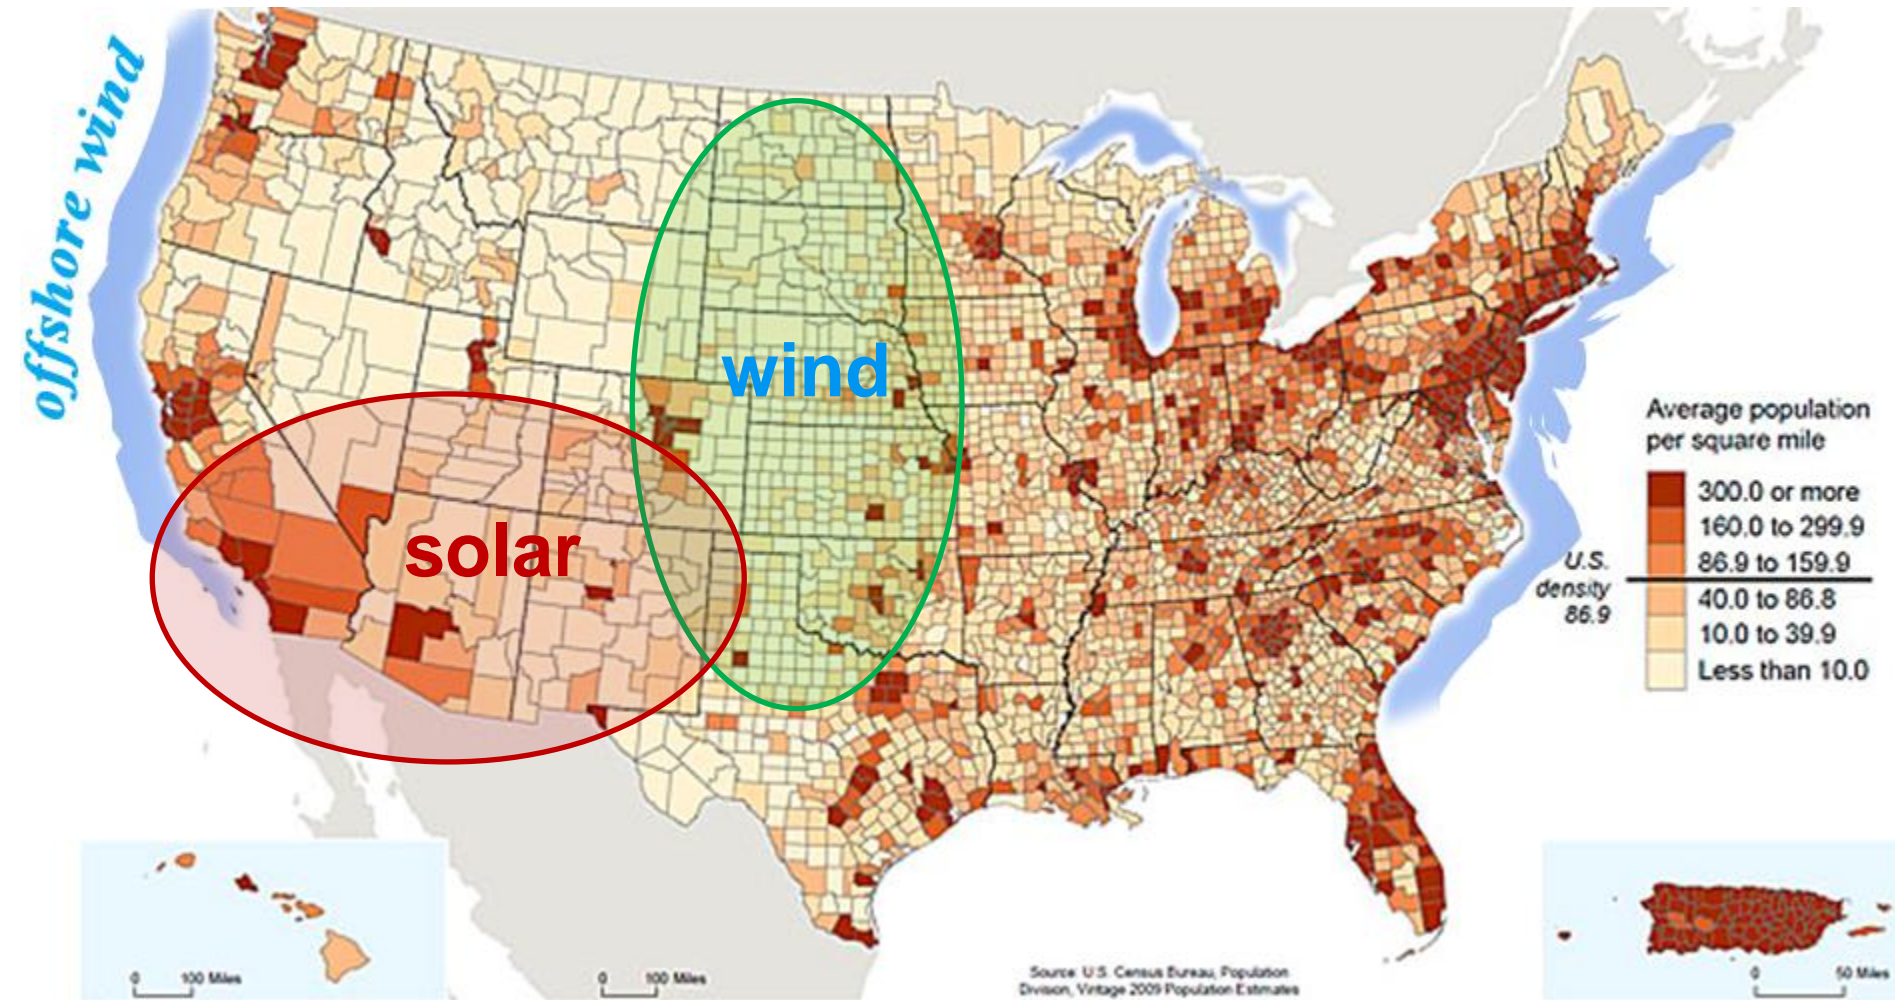 offshore wind
wind
solar
Average population
per square mile
300.0 or more
160.0 to 299.9
86.9 to 159.9
U.S.
density
86.9
40.0 to 86.8
10.0 to 39.9
Less than 10.0
0 100 Miles
0 100 Miles
Source: U.S. Census Bureau, Population
Division, Vintage 2009 Population Estimates
0 50 Miles